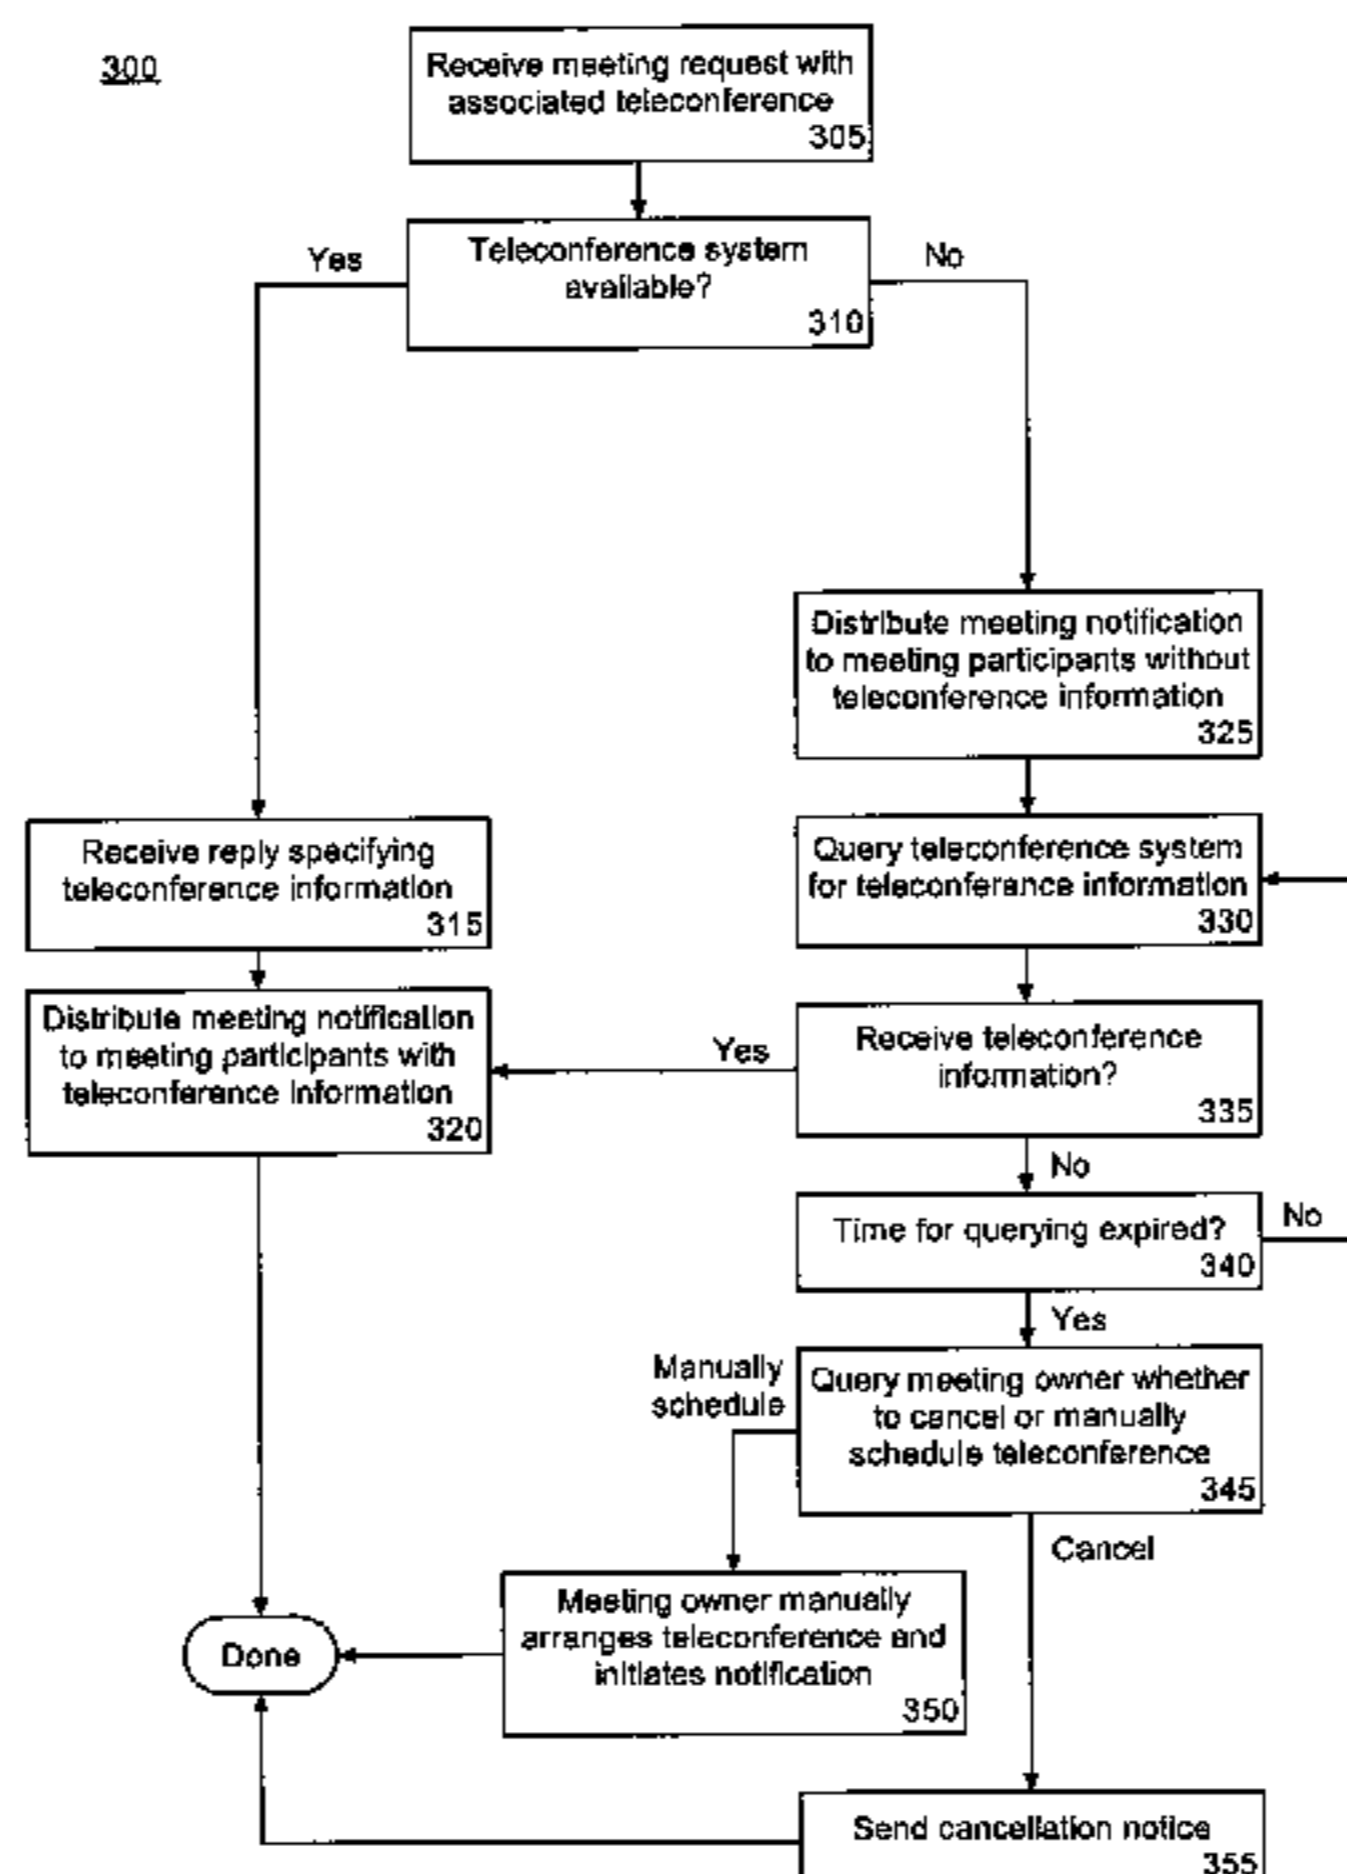 300
Receive meeting request with
associated teleconference
305
Yes
Teleconference system
available?
310
No
Distribute meeting notification
to meeting participants without
teleconference information
325
Receive reply specifying
teleconference information
315
Query teleconference system
for teleconference information
330
Distribute meeting notification
to meeting participants with
teleconference information
320
Yes
Receive teleconference
information?
335
No
Time for querying expired?
340
No
Yes
Manually
schedule
Query meeting owner whether
to cancel or manually
schedule teleconference
345
Cancel
Done
Meeting owner manually
arranges teleconference and
initiates notification
350
Send cancellation notice
355